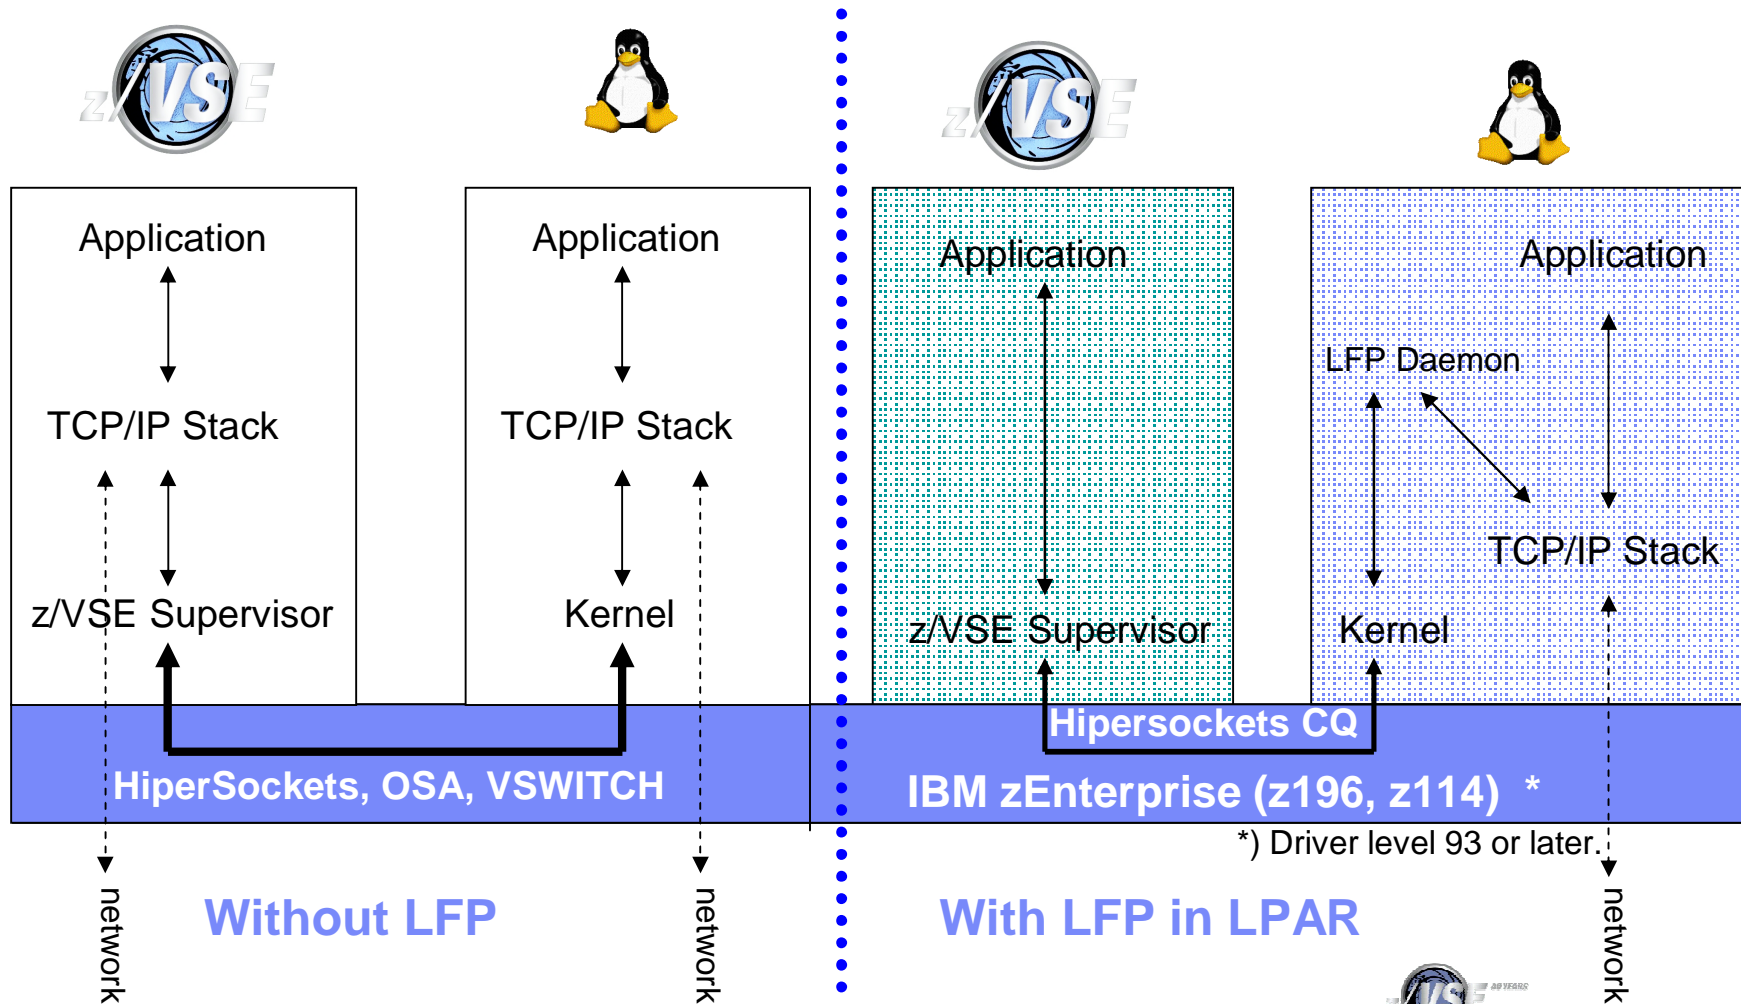 z/VSE
z/VSE
Application
Application
TCP/IP Stack
TCP/IP Stack
z/VSE Supervisor
Kernel
HiperSockets, OSA, VSWITCH
network
network
Without LFP
Application
Application
LFP Daemon
TCP/IP Stack
z/VSE Supervisor
Kernel
Hipersockets CQ
IBM zEnterprise (z196, z114) *
*) Driver level 93 or later.
With LFP in LPAR
network
VSE
YEARS